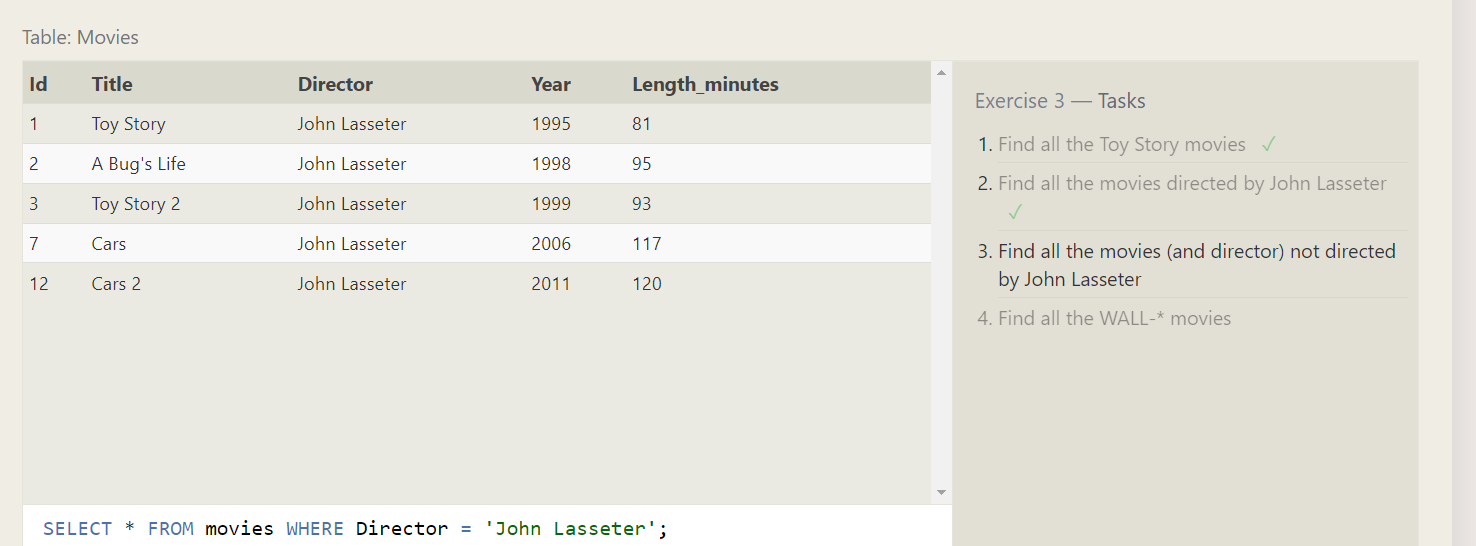 Table: Movies
Id Title Director Year Length_minutes
1 Toy Story John Lasseter 1995 81
2 A Bug's Life John Lasseter 1998 95
3 Toy Story 2 John Lasseter 1999 93
7 Cars John Lasseter 2006 117
12 Cars 2 John Lasseter 2011 120
SELECT * FROM movies WHERE Director = 'John Lasseter';
Exercise 3 — Tasks
1. Find all the Toy Story movies ✓
2. Find all the movies directed by John Lasseter
✓
3. Find all the movies (and director) not directed
by John Lasseter
4. Find all the WALL-* movies